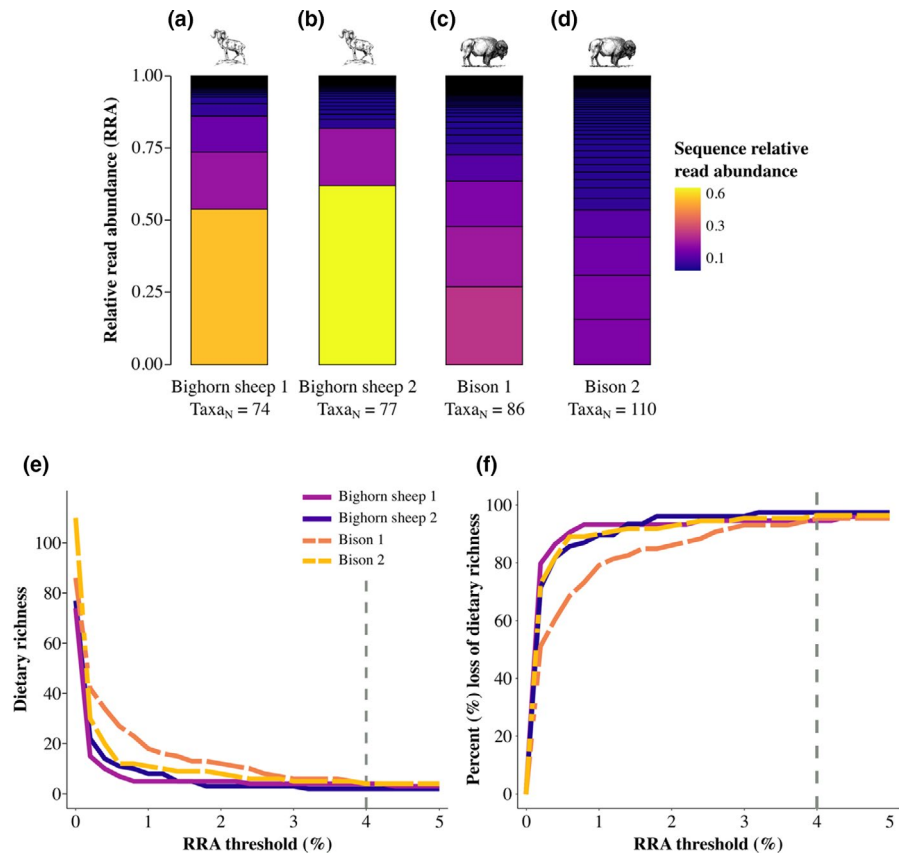 (a)
(b)
(c)
(d)
Relative read abundance (RRA)
1.00
0.75
0.50
0.25
0.00
Bighorn sheep 1
TaxaN = 74
Bighorn sheep 2
TaxaN = 77
Bison 1
TaxaN = 86
Bison 2
TaxaN = 110
Sequence relative
read abundance
0.6
0.3
0.1
(e)
Dietary richness
100
80
60
40
20
0
0 1 2 3 4 5
RRA threshold (%)
Bighorn sheep 1
Bighorn sheep 2
Bison 1
Bison 2
(f)
Percent (%) loss of dietary richness
100
80
60
40
20
0
0 1 2 3 4 5
RRA threshold (%)